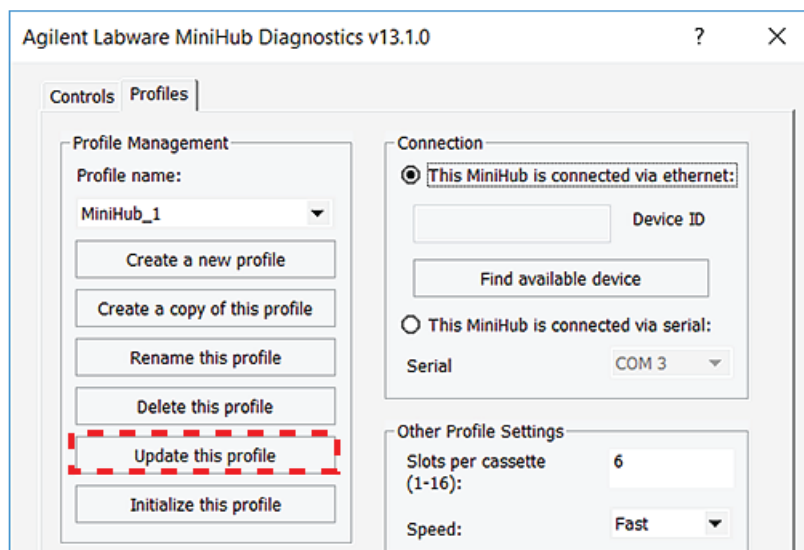 Agilent Labware MiniHub Diagnostics v13.1.0 ?
Controls Profiles
Profile Management
Profile name:
MiniHub_1
Create a new profile
Create a copy of this profile
Rename this profile
Delete this profile
Update this profile
Initialize this profile
Connection
This MiniHub is connected via ethernet:
Device ID
Find available device
This MiniHub is connected via serial:
Serial COM 3
Other Profile Settings
Slots per cassette 6
(1-16):
Speed: Fast